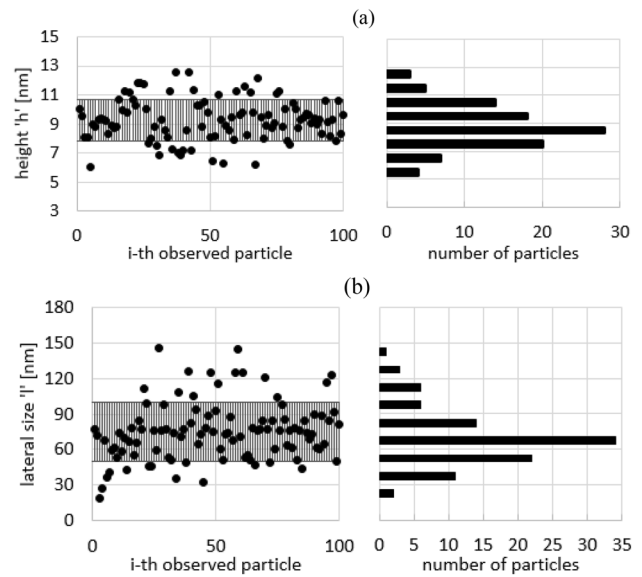 (a)
15
13
11
9
7
5
3
height 'h' [nm]
0 50 100
i-th observed particle
0 10 20 30
number of particles
(b)
180
150
120
90
60
30
0
lateral size 'l' [nm]
0 50 100
i-th observed particle
0 5 10 15 20 25 30 35
number of particles